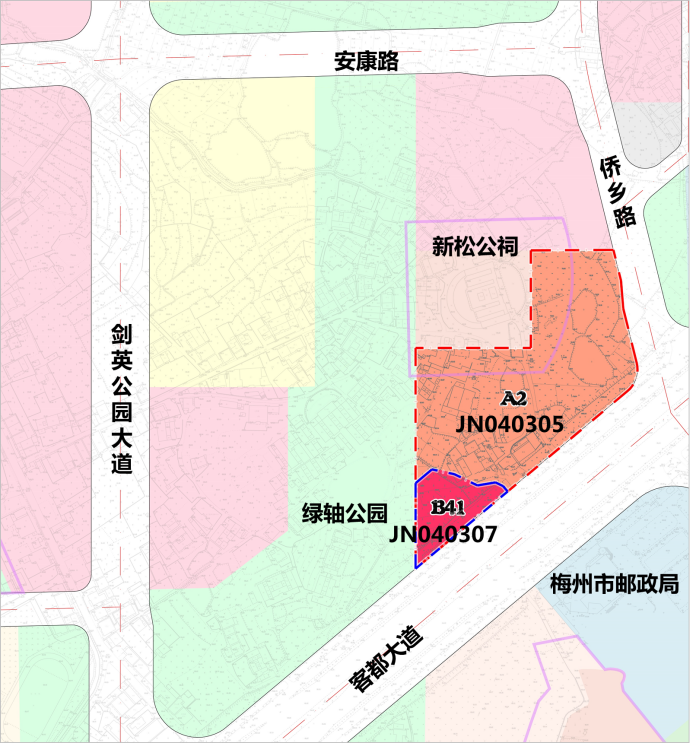 安康路
侨乡路
新松公祠
剑英公园大道
A2
JN040305
B41
绿轴公园
JN040307
梅州市邮政局
客都大道